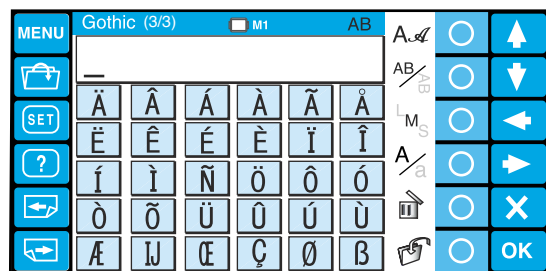 MENU Gothic (3/3) M1 AB A A
AB AB
SET
?
_
Ä Â Á À Ã Å
Ë Ê É È Ï Î
Í Ì Ñ Ö Ô Ó
Ò Õ Ü Û Ú Ù
Æ IJ Œ Ç Ø ß
L M S
A a
OK